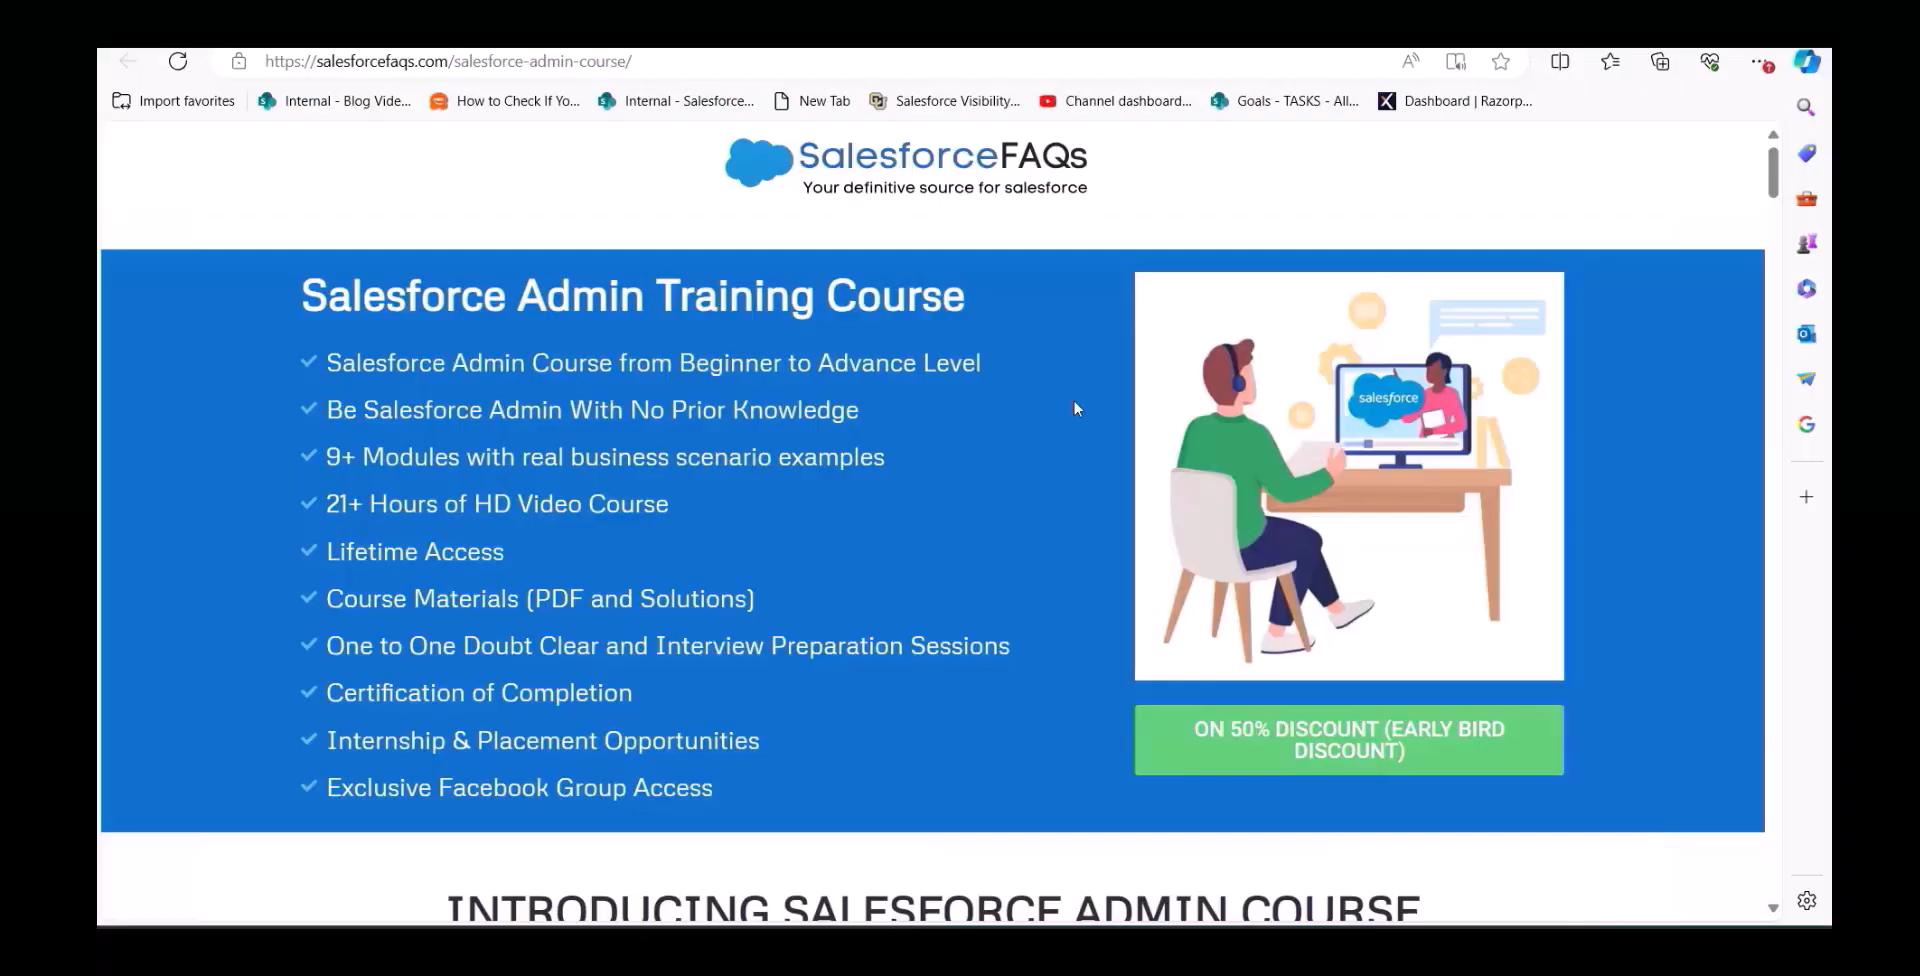 https://salesforcefaqs.com/salesforce-admin-course/
Import favorites Internal - Blog Vide... How to Check If Yo... Internal - Salesforce... New Tab Salesforce Visibility... Channel dashboard... Goals - TASKS - All... Dashboard | Razorp...
SalesforceFAQs
Your definitive source for salesforce
Salesforce Admin Training Course
Salesforce Admin Course from Beginner to Advance Level
Be Salesforce Admin With No Prior Knowledge
9+ Modules with real business scenario examples
21+ Hours of HD Video Course
Lifetime Access
Course Materials (PDF and Solutions)
One to One Doubt Clear and Interview Preparation Sessions
Certification of Completion
Internship & Placement Opportunities
Exclusive Facebook Group Access
salesforce
ON 50% DISCOUNT (EARLY BIRD
DISCOUNT)
INTRODUCING SALESFORCE ADMIN COURSE